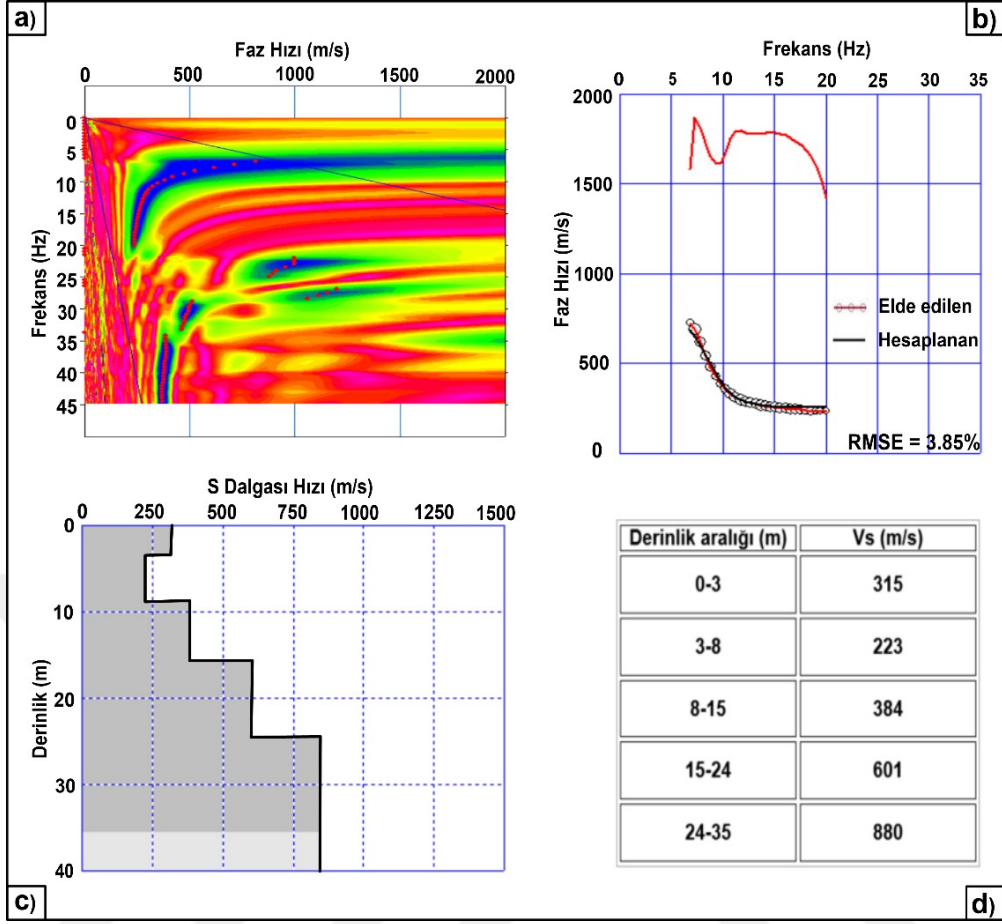 a)
b)
Faz Hızı (m/s)
0 500 1000 1500 2000
Frekans (Hz)
0
5
10
15
20
25
30
35
40
45
Frekans (Hz)
0 5 10 15 20 25 30 35
Faz Hızı (m/s)
2000
1500
1000
500
0
Elde edilen
Hesaplanan
RMSE = 3.85%
S Dalgası Hızı (m/s)
0 250 500 750 1000 1250 1500
Derinlik (m)
0
10
20
30
40
Derinlik aralığı (m) Vs (m/s)
0-3 315
3-8 223
8-15 384
15-24 601
24-35 880
c)
d)